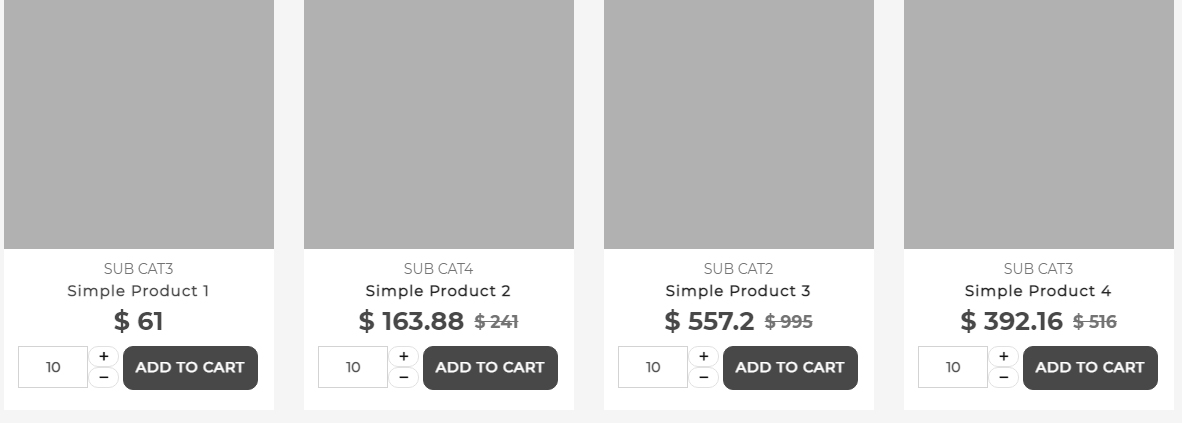 SUB CAT3
Simple Product 1
$ 61
10 + − ADD TO CART
SUB CAT4
Simple Product 2
$ 163.88 $ 241
10 + − ADD TO CART
SUB CAT2
Simple Product 3
$ 557.2 $ 995
10 + − ADD TO CART
SUB CAT3
Simple Product 4
$ 392.16 $ 516
10 + − ADD TO CART